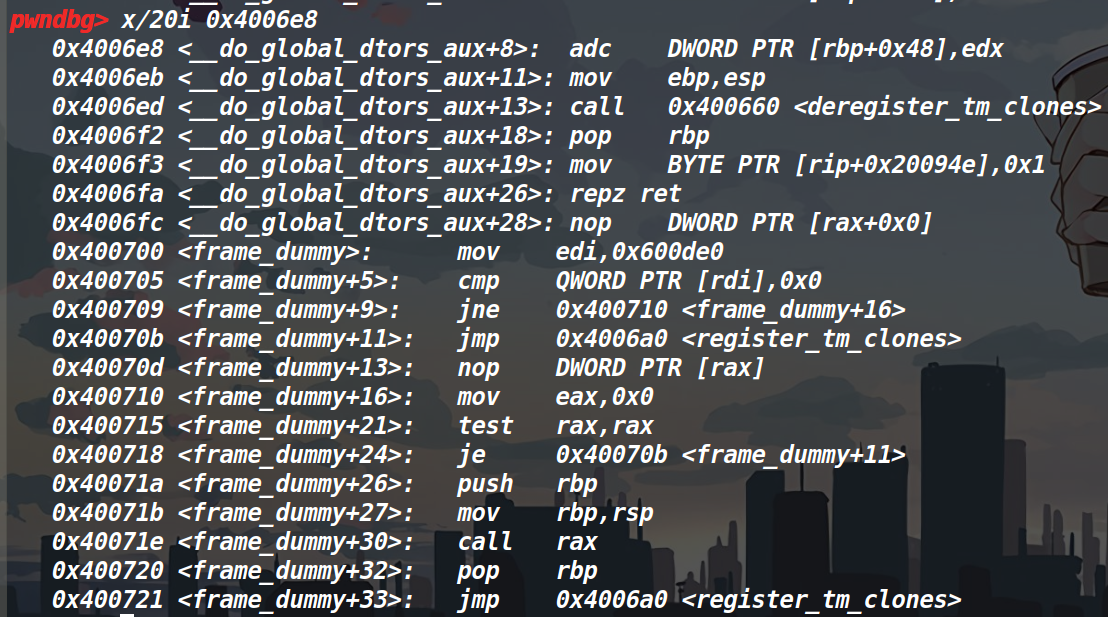 pwndbg> x/20i 0x4006e8
0x4006e8 <__do_global_dtors_aux+8>: adc DWORD PTR [rbp+0x48],edx
0x4006eb <__do_global_dtors_aux+11>: mov ebp,esp
0x4006ed <__do_global_dtors_aux+13>: call 0x400660 <deregister_tm_clones>
0x4006f2 <__do_global_dtors_aux+18>: pop rbp
0x4006f3 <__do_global_dtors_aux+19>: mov BYTE PTR [rip+0x20094e],0x1
0x4006fa <__do_global_dtors_aux+26>: repz ret
0x4006fc <__do_global_dtors_aux+28>: nop DWORD PTR [rax+0x0]
0x400700 <frame_dummy>: mov edi,0x600de0
0x400705 <frame_dummy+5>: cmp QWORD PTR [rdi],0x0
0x400709 <frame_dummy+9>: jne 0x400710 <frame_dummy+16>
0x40070b <frame_dummy+11>: jmp 0x4006a0 <register_tm_clones>
0x40070d <frame_dummy+13>: nop DWORD PTR [rax]
0x400710 <frame_dummy+16>: mov eax,0x0
0x400715 <frame_dummy+21>: test rax,rax
0x400718 <frame_dummy+24>: je 0x40070b <frame_dummy+11>
0x40071a <frame_dummy+26>: push rbp
0x40071b <frame_dummy+27>: mov rbp,rsp
0x40071e <frame_dummy+30>: call rax
0x400720 <frame_dummy+32>: pop rbp
0x400721 <frame_dummy+33>: jmp 0x4006a0 <register_tm_clones>